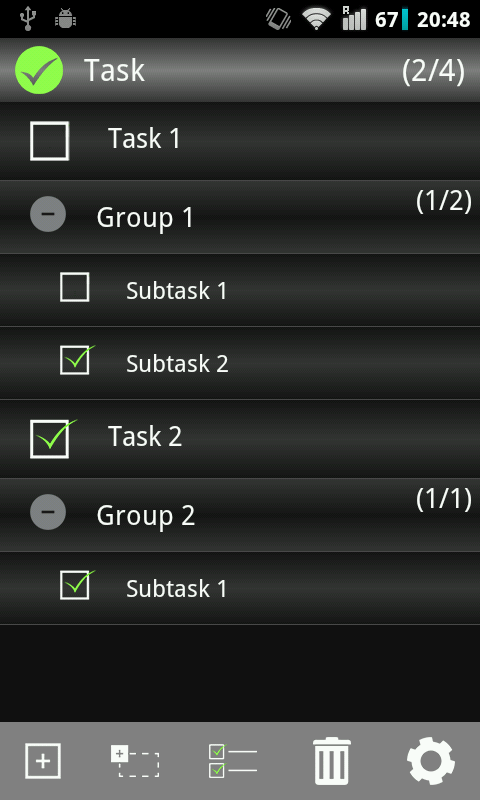 R 67 20:48
Task (2/4)
Task 1
Group 1 (1/2)
Subtask 1
Subtask 2
Task 2
Group 2 (1/1)
Subtask 1